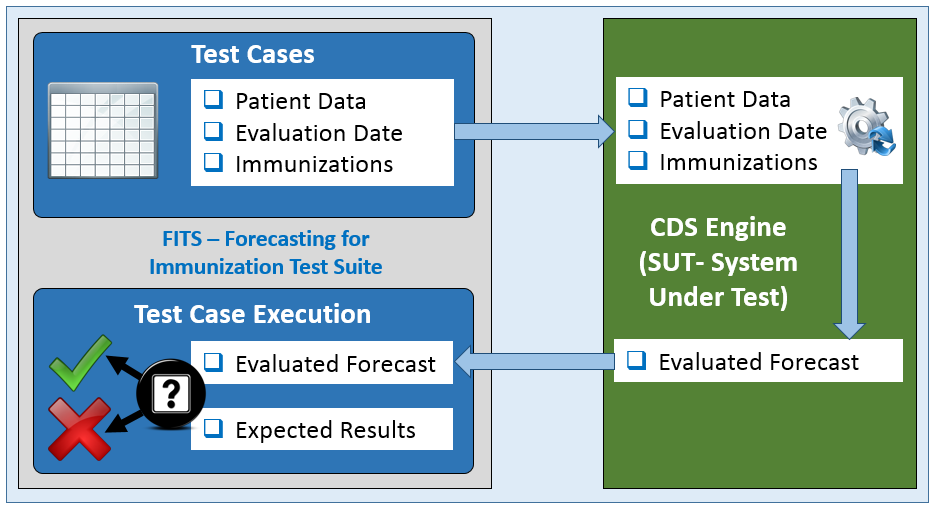 Test Cases
Patient Data
Evaluation Date
Immunizations
FITS – Forecasting for
Immunization Test Suite
Test Case Execution
Evaluated Forecast
?
Expected Results
Patient Data
Evaluation Date
Immunizations
CDS Engine
(SUT- System
Under Test)
Evaluated Forecast